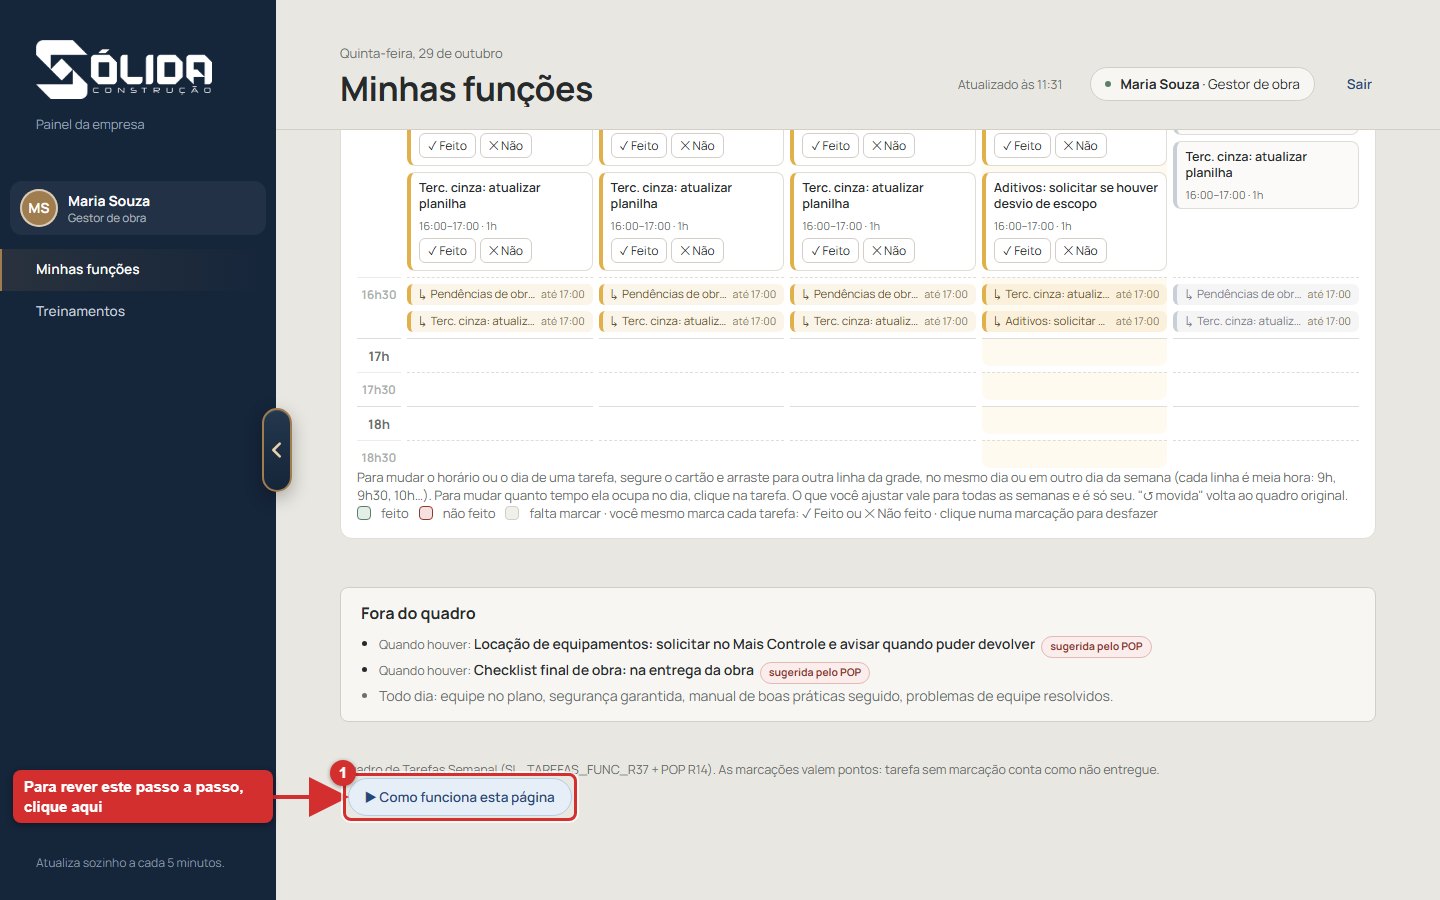 SÓLIDA
CONSTRUÇÃO
Painel da empresa
MS
Maria Souza
Gestor de obra
Minhas funções
Treinamentos
Atualiza sozinho a cada 5 minutos.
Quinta-feira, 29 de outubro
Minhas funções
Atualizado às 11:31
Maria Souza · Gestor de obra
Sair
✓ Feito ✕ Não
✓ Feito ✕ Não
✓ Feito ✕ Não
✓ Feito ✕ Não
Terc. cinza: atualizar
planilha
16:00–17:00 · 1h
✓ Feito ✕ Não
Terc. cinza: atualizar
planilha
16:00–17:00 · 1h
✓ Feito ✕ Não
Terc. cinza: atualizar
planilha
16:00–17:00 · 1h
✓ Feito ✕ Não
Aditivos: solicitar se houver
desvio de escopo
16:00–17:00 · 1h
✓ Feito ✕ Não
Terc. cinza: atualizar
planilha
16:00–17:00 · 1h
16h30
↳ Pendências de obr... até 17:00
↳ Terc. cinza: atualiz... até 17:00
↳ Pendências de obr... até 17:00
↳ Terc. cinza: atualiz... até 17:00
↳ Pendências de obr... até 17:00
↳ Terc. cinza: atualiz... até 17:00
↳ Terc. cinza: atualiz... até 17:00
↳ Aditivos: solicitar ... até 17:00
↳ Pendências de obr... até 17:00
↳ Terc. cinza: atualiz... até 17:00
17h
17h30
18h
18h30
Para mudar o horário ou o dia de uma tarefa, segure o cartão e arraste para outra linha da grade, no mesmo dia ou em outro dia da semana (cada linha é meia hora: 9h,
9h30, 10h...). Para mudar quanto tempo ela ocupa no dia, clique na tarefa. O que você ajustar vale para todas as semanas e é só seu. "↺ movida" volta ao quadro original.
feito não feito falta marcar · você mesmo marca cada tarefa: ✓ Feito ou ✕ Não feito · clique numa marcação para desfazer
Fora do quadro
• Quando houver: Locação de equipamentos: solicitar no Mais Controle e avisar quando puder devolver sugerida pelo POP
• Quando houver: Checklist final de obra: na entrega da obra sugerida pelo POP
• Todo dia: equipe no plano, segurança garantida, manual de boas práticas seguido, problemas de equipe resolvidos.
de Tarefas Semanal (SL_TAREFAS_FUNC_R37 + POP R14). As marcações valem pontos: tarefa sem marcação conta como não entregue.
1
Para rever este passo a passo,
clique aqui
▶ Como funciona esta página